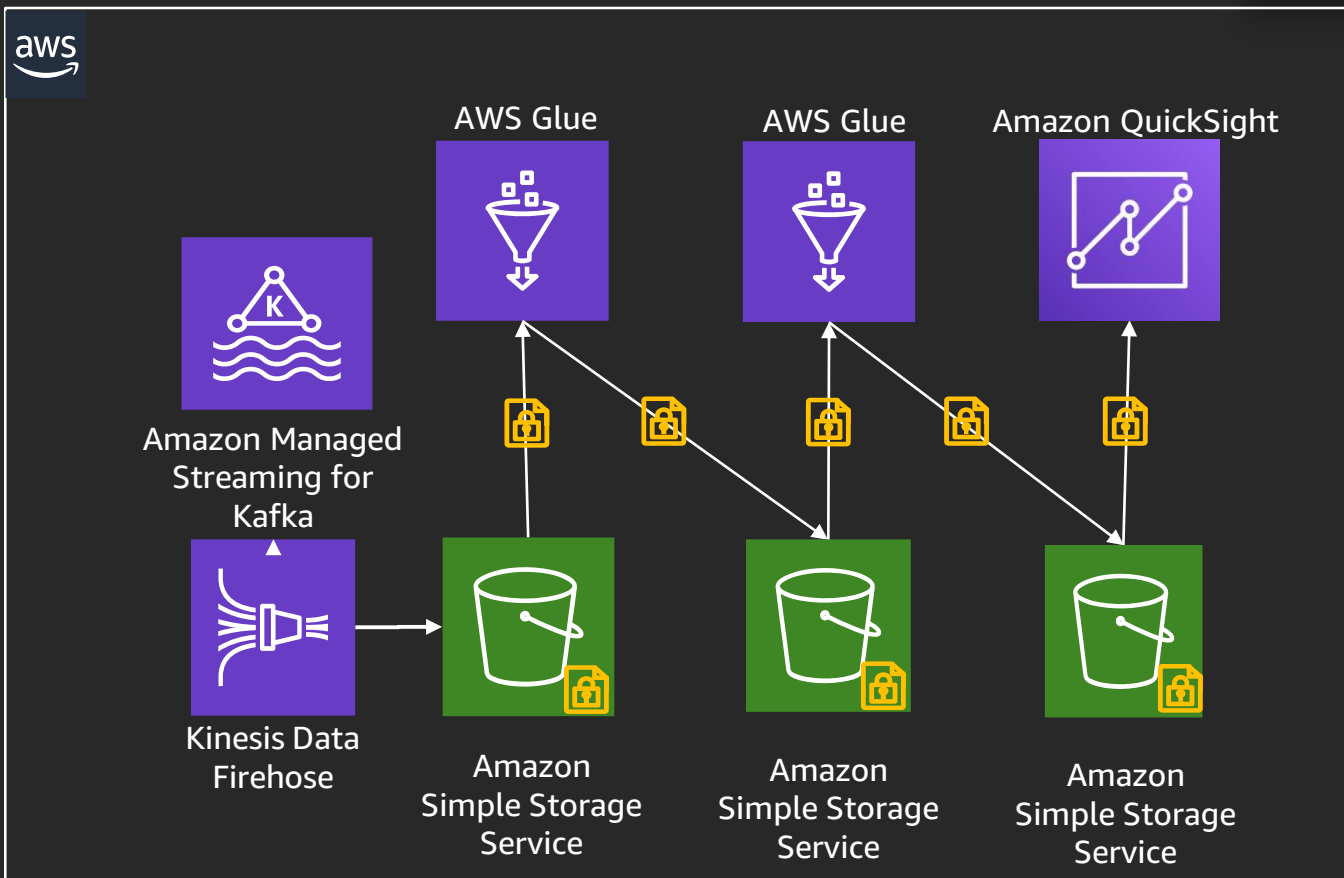 aws
AWS Glue
AWS Glue
Amazon QuickSight
K
Amazon Managed
Streaming for
Kafka
Kinesis Data
Firehose
Amazon
Simple Storage
Service
Amazon
Simple Storage
Service
Amazon
Simple Storage
Service